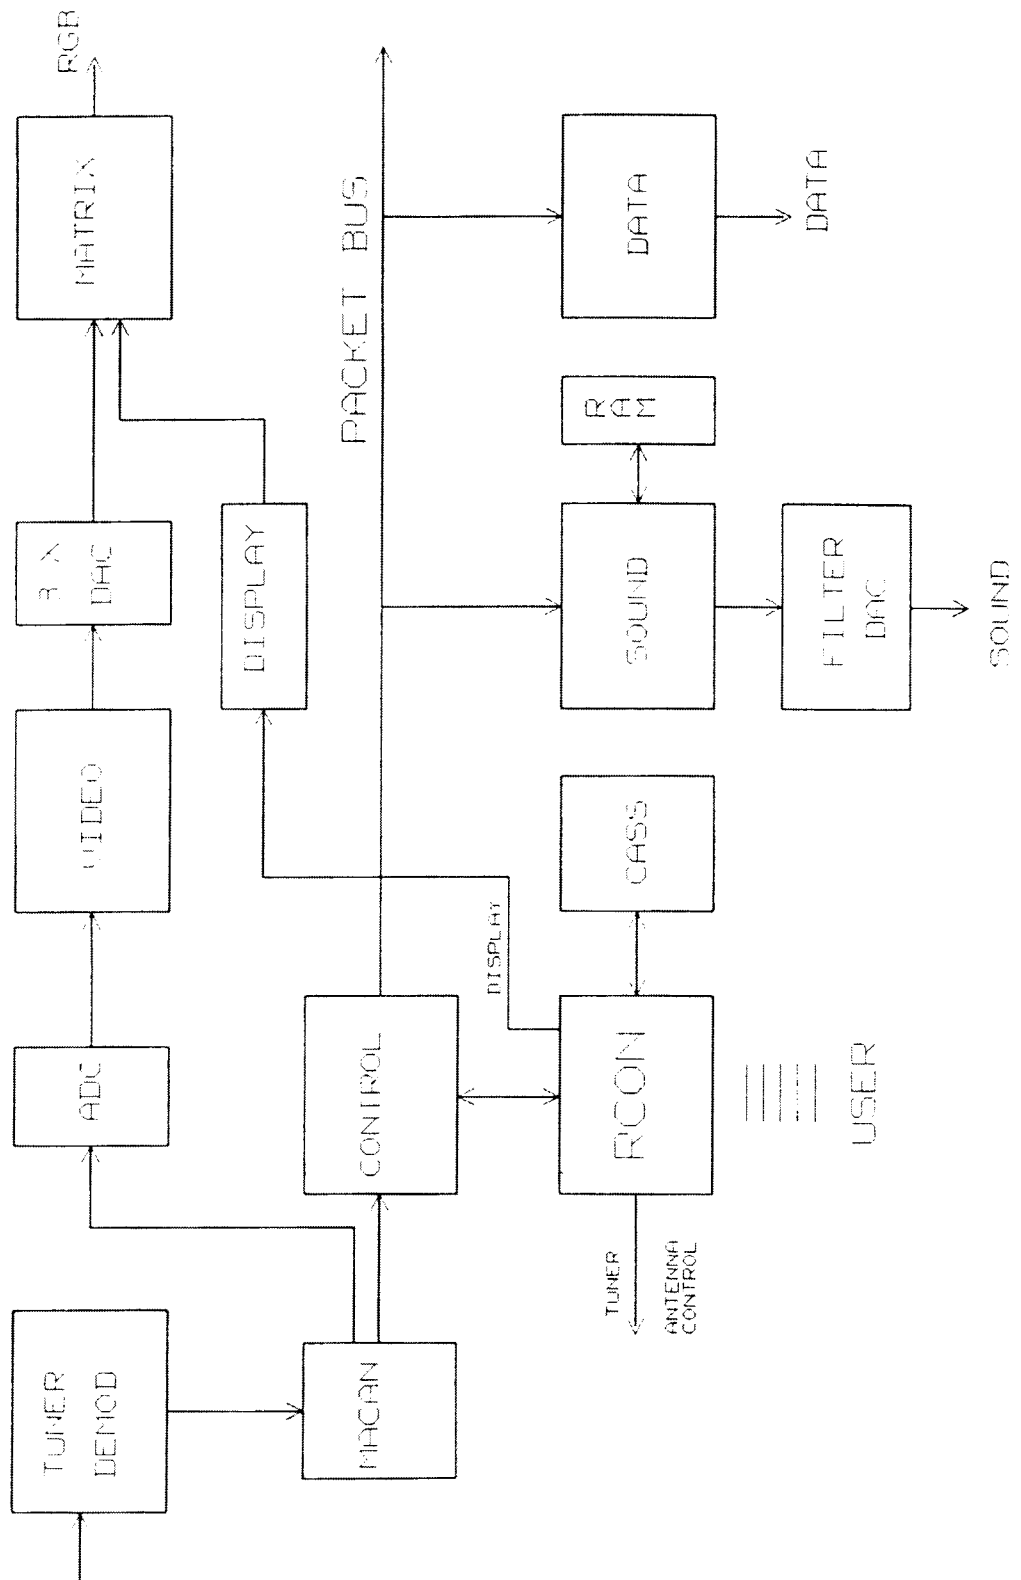 TUNER
DEMOD
ADC
VIDEO
3 X
DAC
MATRIX
RGB
DISPLAY
PACKET BUS
MACAN
CONTROL
DISPLAY
TUNER
ANTENNA
CONTROL
RCON
CASS
SOUND
RAM
DATA
USER
FILTER
DAC
DATA
SOUND